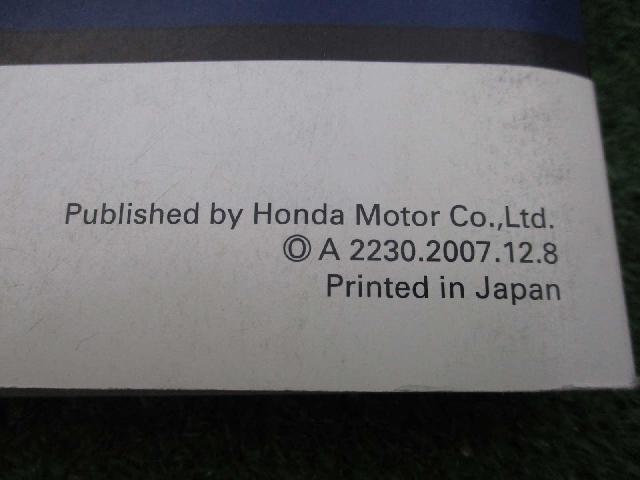 Published by Honda Motor Co.,Ltd.
Ⓞ A 2230.2007.12.8
Printed in Japan